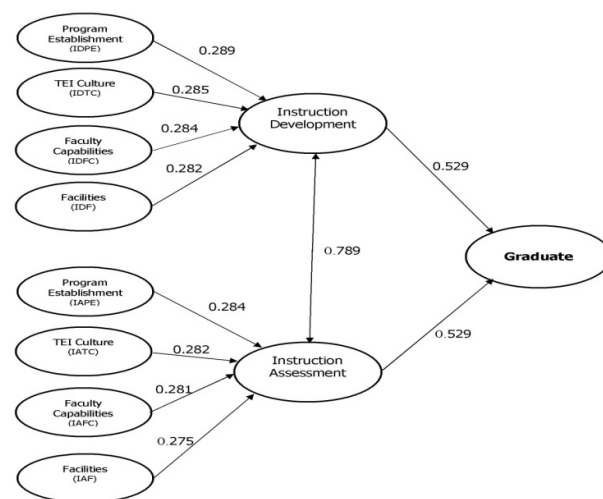 Program
Establishment
(IDPE)
0.289
TEI Culture
(IDTC)
0.285
Instruction
Development
Faculty
Capabilities
(IDFC)
0.284
Facilities
(IDF)
0.282
0.529
0.789
Graduate
Program
Establishment
(IAPE)
0.284
TEI Culture
(IATC)
0.282
Instruction
Assessment
0.529
Faculty
Capabilities
(IAFC)
0.281
Facilities
(IAF)
0.275